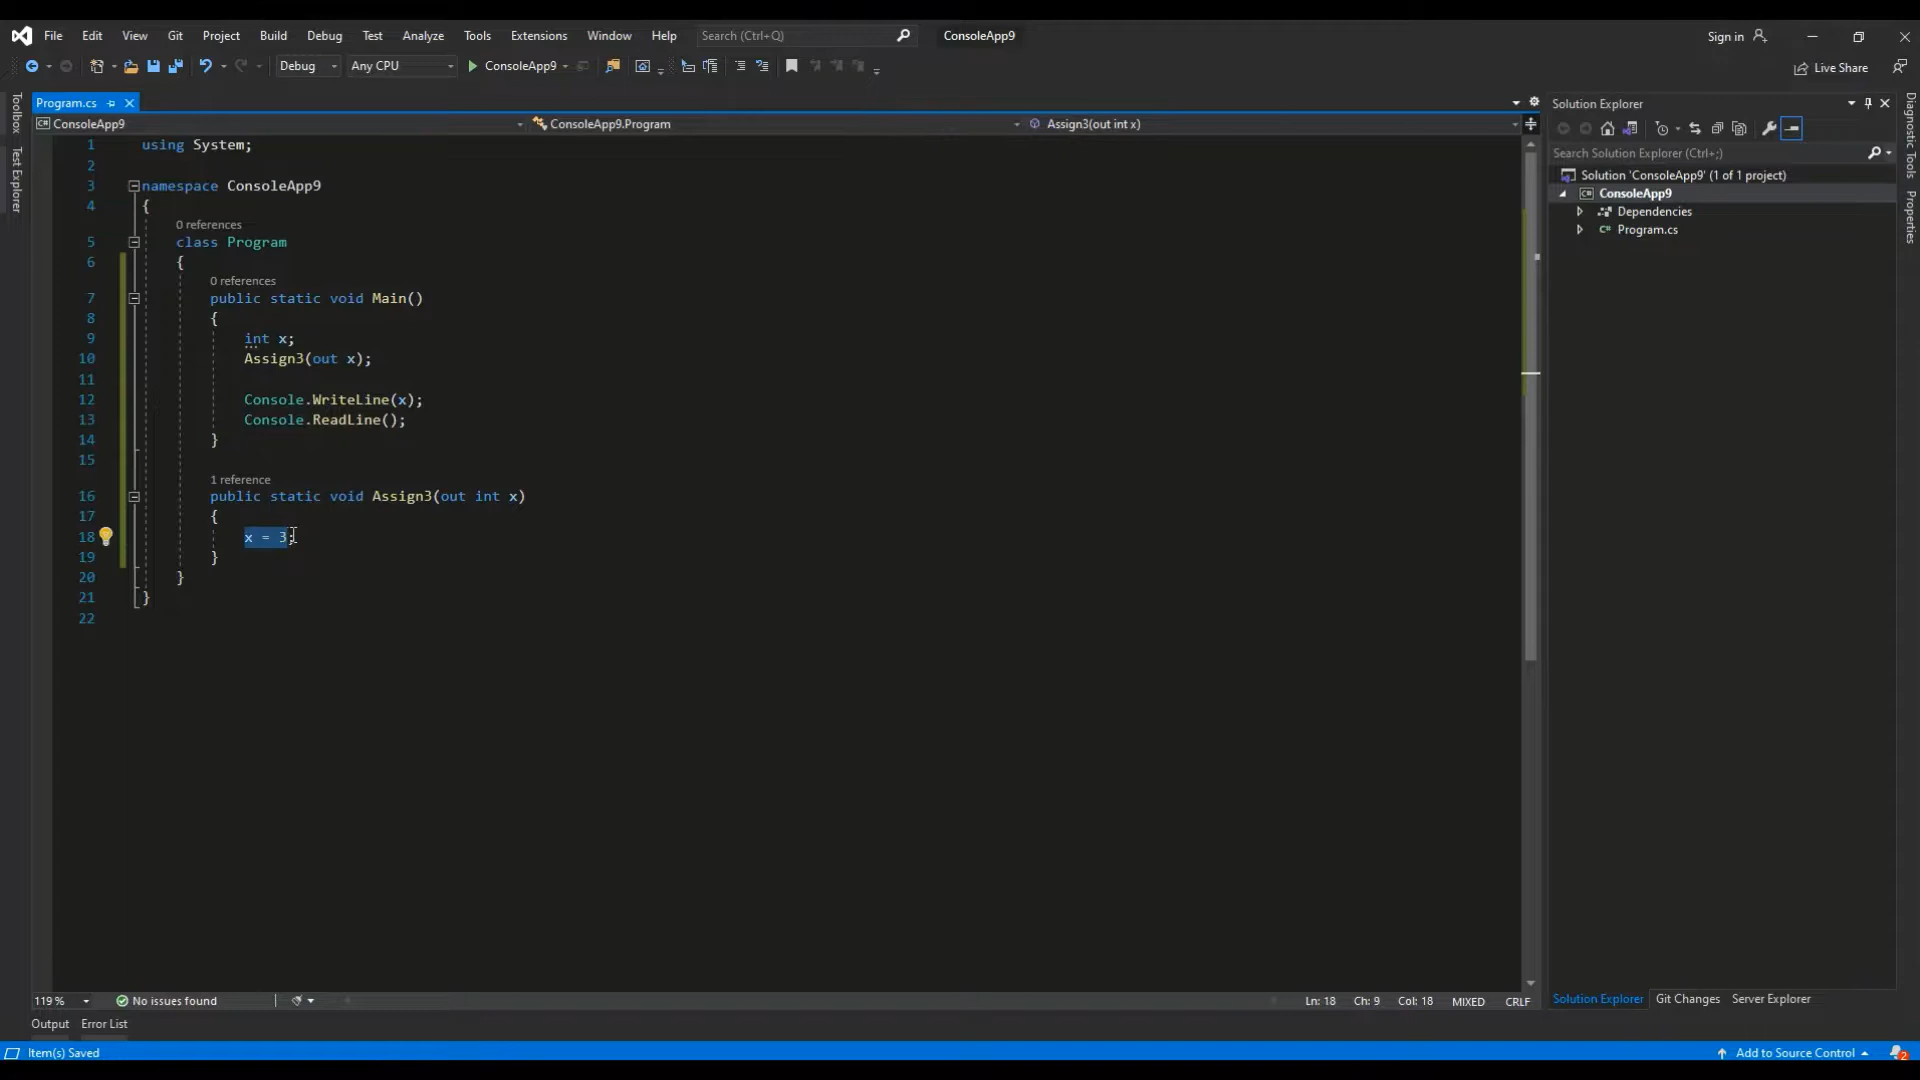 File Edit View Git Project Build Debug Test Analyze Tools Extensions Window Help Search (Ctrl+Q) ConsoleApp9 Sign in
Debug Any CPU ConsoleApp9 Live Share
Toolbox
Test Explorer
Program.cs
ConsoleApp9 ConsoleApp9.Program Assign3(out int x)
1 using System;
2
3 namespace ConsoleApp9
4 {
0 references
5 class Program
6 {
0 references
7 public static void Main()
8 {
9 int x;
10 Assign3(out x);
11
12 Console.WriteLine(x);
13 Console.ReadLine();
14 }
15
1 reference
16 public static void Assign3(out int x)
17 {
18 x = 3;
19 }
20 }
21 }
22
119 % No issues found Ln: 18 Ch: 9 Col: 18 MIXED CRLF
Output Error List
Item(s) Saved Add to Source Control 2
Solution Explorer
Search Solution Explorer (Ctrl+;)
Solution 'ConsoleApp9' (1 of 1 project)
C# ConsoleApp9
Dependencies
C# Program.cs
Solution Explorer Git Changes Server Explorer
Diagnostic Tools
Properties